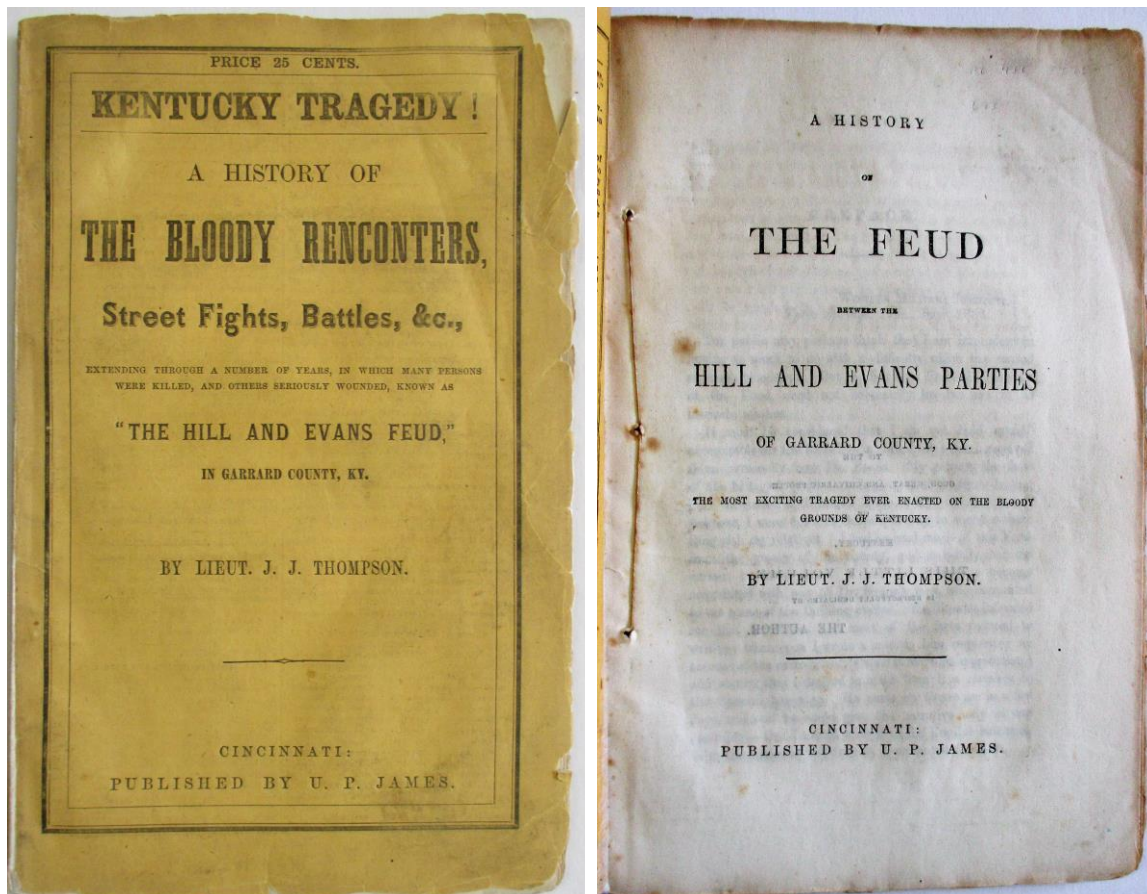 PRICE 25 CENTS.
KENTUCKY TRAGEDY!
A HISTORY OF
THE BLOODY RENCONTERS,
Street Fights, Battles, &c.,
EXTENDING THROUGH A NUMBER OF YEARS, IN WHICH MANY PERSONS
WERE KILLED, AND OTHERS SERIOUSLY WOUNDED, KNOWN AS
"THE HILL AND EVANS FEUD,"
IN GARRARD COUNTY, KY.
BY LIEUT. J. J. THOMPSON.
CINCINNATI:
PUBLISHED BY U. P. JAMES.
A HISTORY
OF
THE FEUD
BETWEEN THE
HILL AND EVANS PARTIES
OF GARRARD COUNTY, KY.
THE MOST EXCITING TRAGEDY EVER ENACTED ON THE BLOODY
GROUNDS OF KENTUCKY.
BY LIEUT. J. J. THOMPSON.
CINCINNATI:
PUBLISHED BY U. P. JAMES.